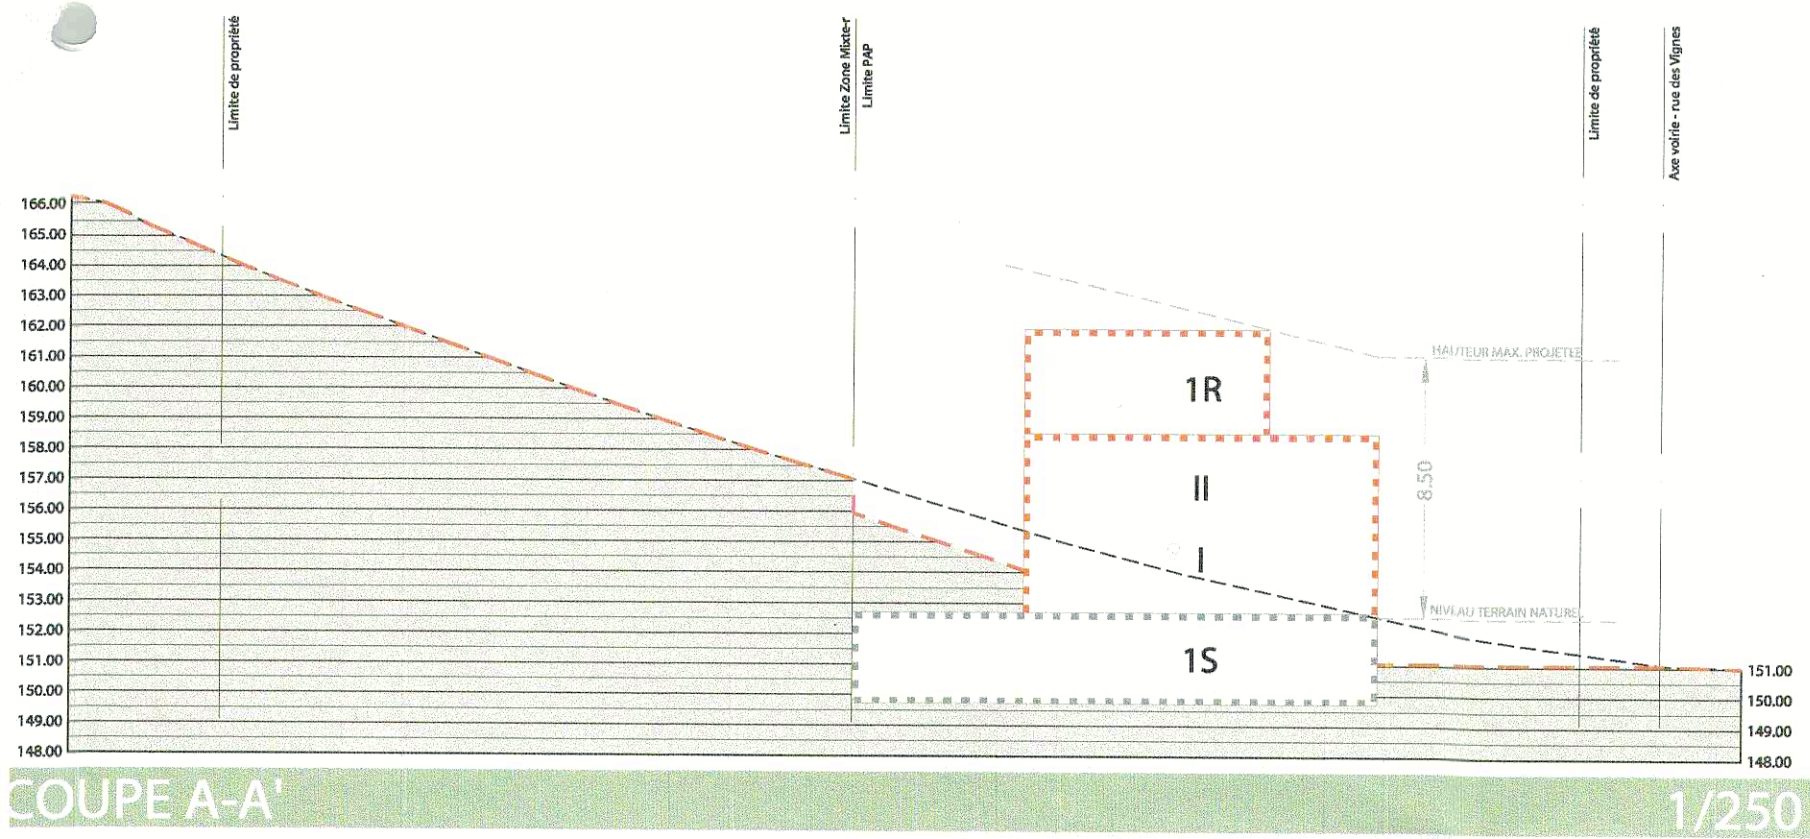 Limite de propriété
Limite Zone Mixte-r
Limite PAP
Limite de propriété
Axe voirie - rue des Vignes
166.00
165.00
164.00
163.00
162.00
161.00
160.00
159.00
158.00
157.00
156.00
155.00
154.00
153.00
152.00
151.00
150.00
149.00
148.00
HAUTEUR MAX. PROJETEE
1R
II
8.50
I
NIVEAU TERRAIN NATUREL
1S
151.00
150.00
149.00
148.00
COUPE A-A'
1/250